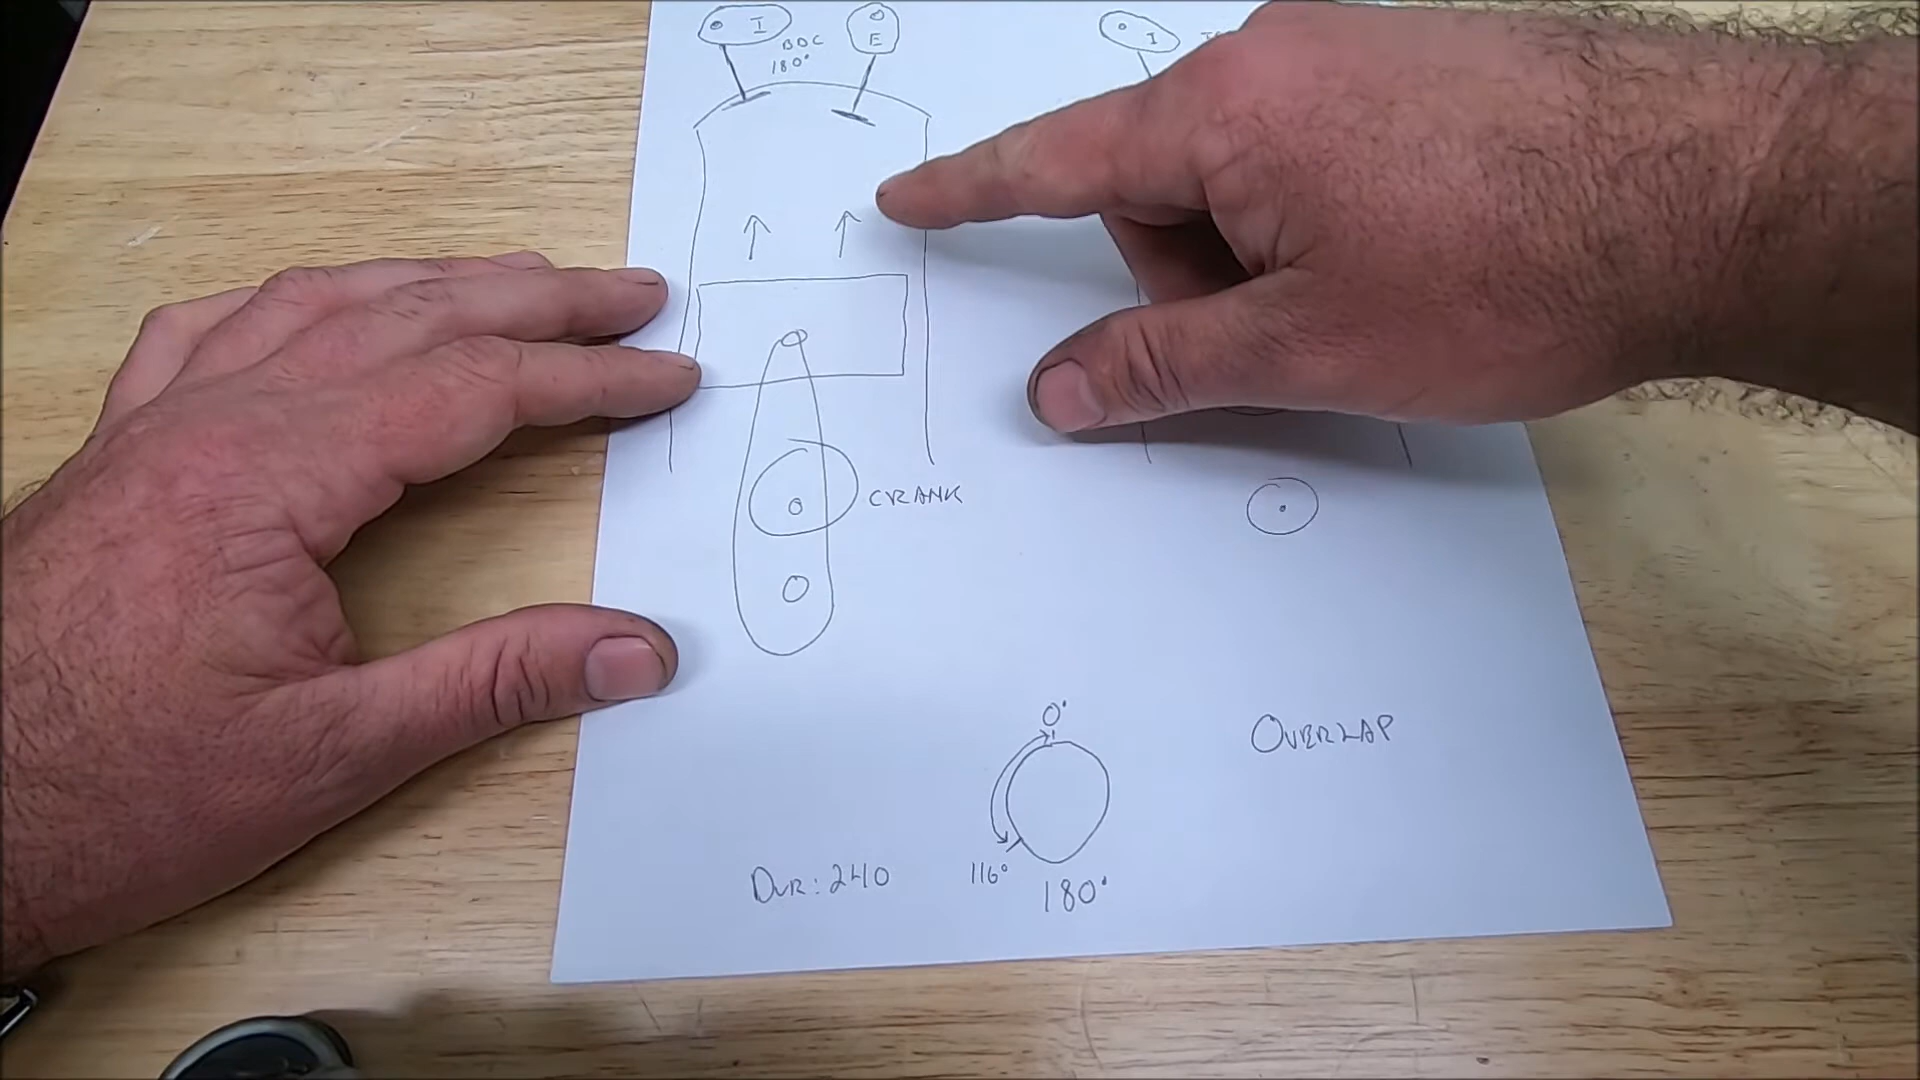 I
BDC
180°
E
I
CRANK
0°
OVERLAP
116°
180°
DUR: 240